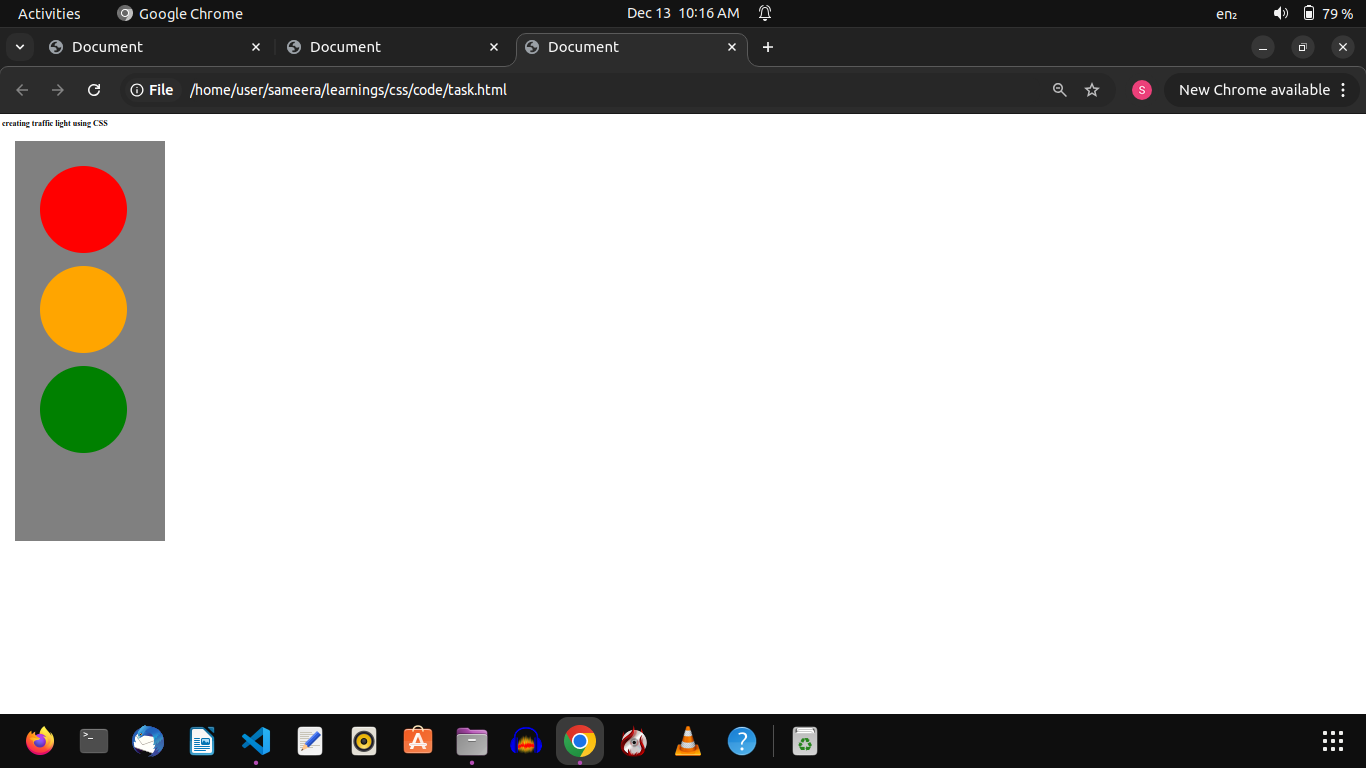 Activities Google Chrome Dec 13 10:16 AM en₂ 79 %
Document Document Document
File /home/user/sameera/learnings/css/code/task.html S New Chrome available
creating traffic light using CSS